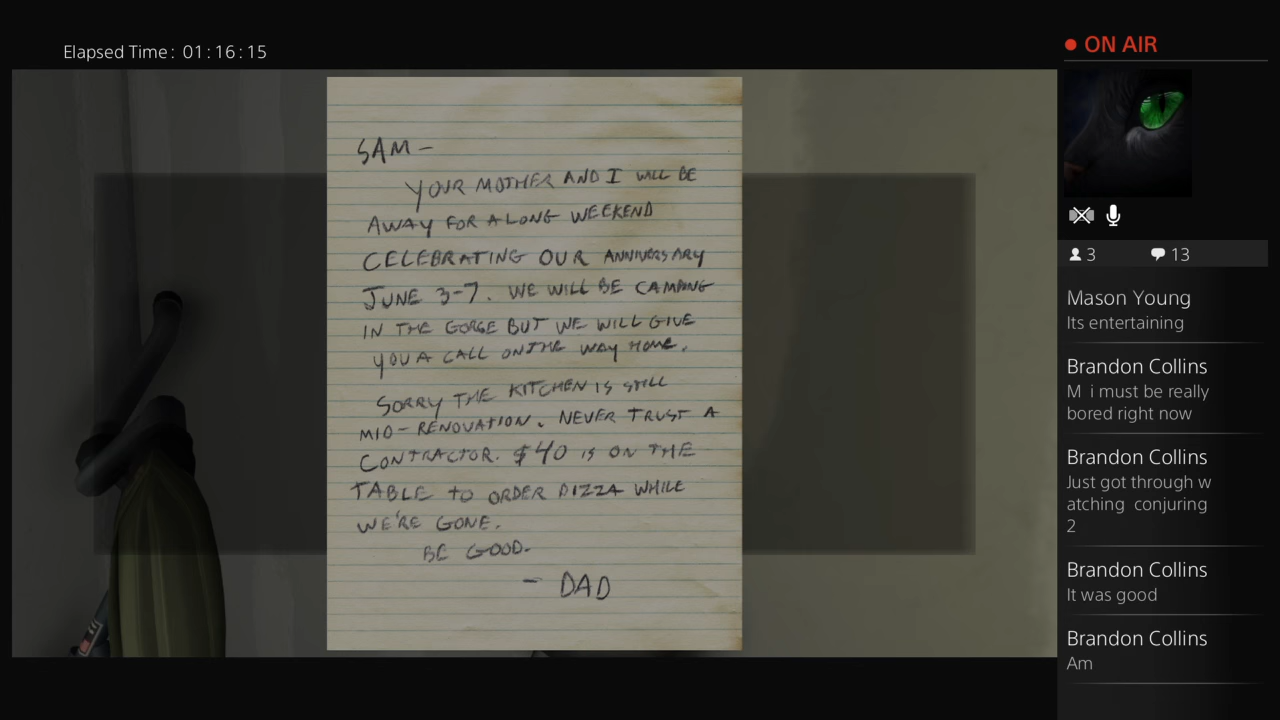 Elapsed Time: 01:16:15
SAM-
YOUR MOTHER AND I WILL BE
AWAY FOR A LONG WEEKEND
CELEBRATING OUR ANNIVERSARY
JUNE 3-7. WE WILL BE CAMPING
IN THE GORGE BUT WE WILL GIVE
YOU A CALL ON THE WAY HOME.
SORRY THE KITCHEN IS STILL
MID-RENOVATION. NEVER TRUST A
CONTRACTOR. $40 IS ON THE
TABLE TO ORDER PIZZA WHILE
WE'RE GONE.
BE GOOD.
- DAD
ON AIR
3 13
Mason Young
Its entertaining
Brandon Collins
M i must be really
bored right now
Brandon Collins
Just got through w
atching conjuring
2
Brandon Collins
It was good
Brandon Collins
Am